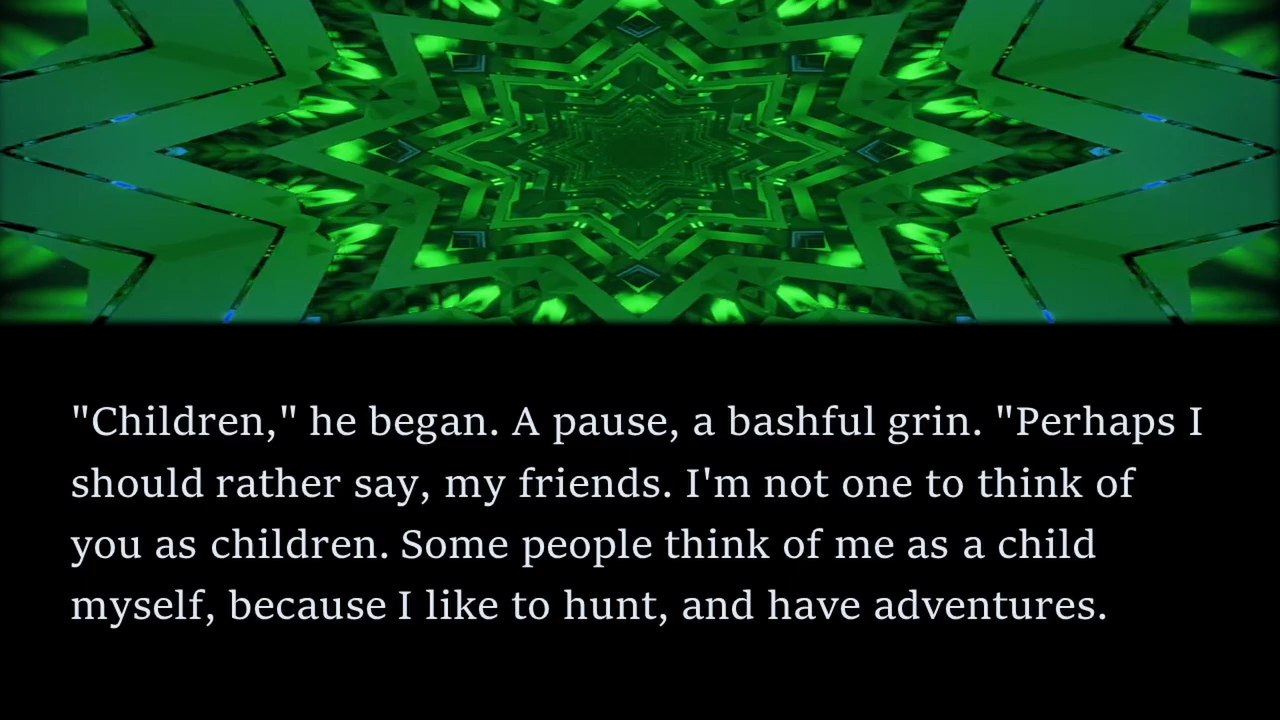 "Children," he began. A pause, a bashful grin. "Perhaps I
should rather say, my friends. I'm not one to think of
you as children. Some people think of me as a child
myself, because I like to hunt, and have adventures.